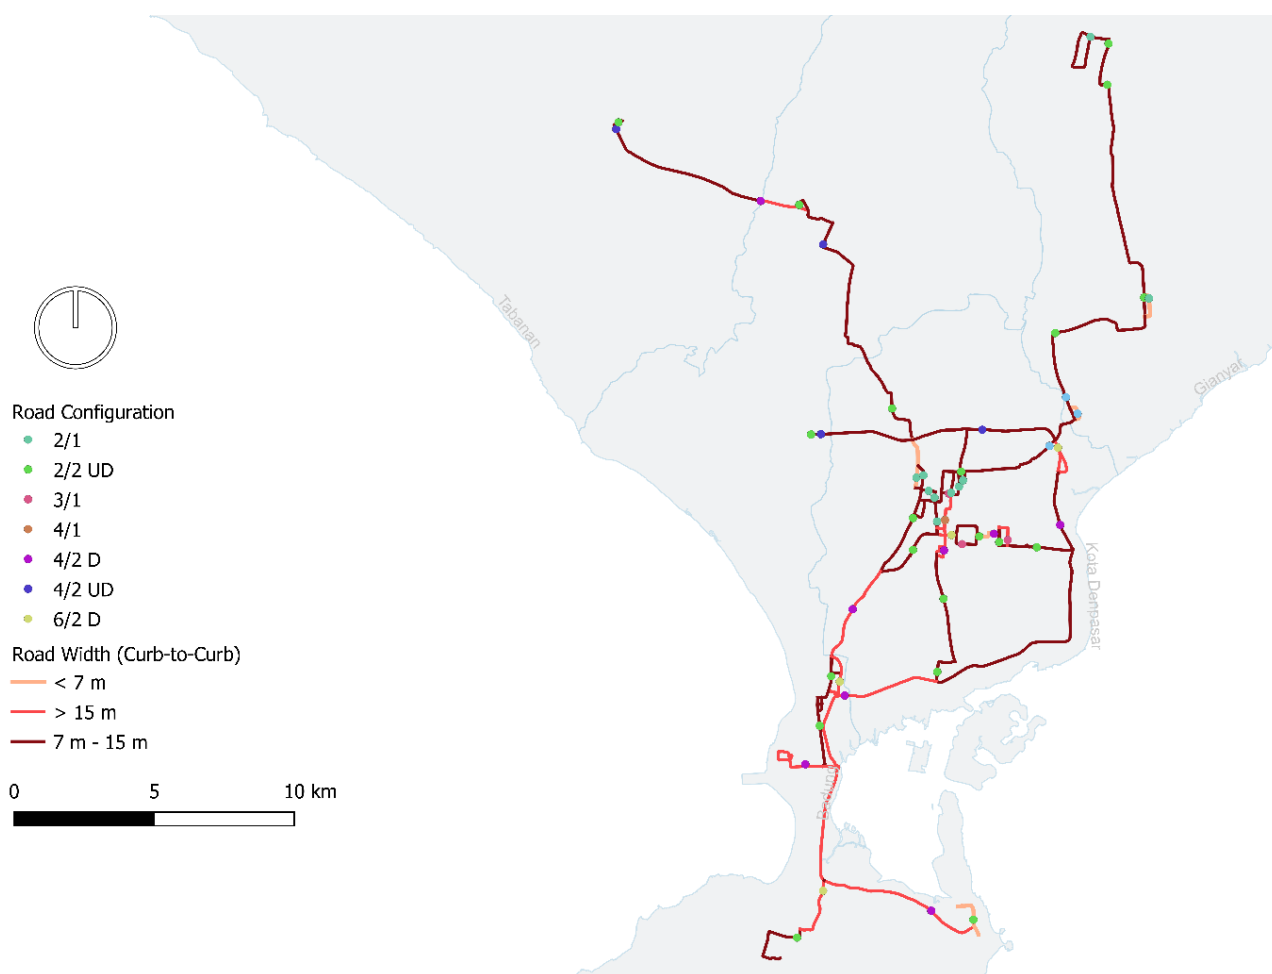 Tabanan
Gianyar
Road Configuration
2/1
2/2 UD
3/1
4/1
4/2 D
4/2 UD
6/2 D
Kota Denpasar
Road Width (Curb-to-Curb)
< 7 m
> 15 m
7 m - 15 m
Badung
0 5 10 km